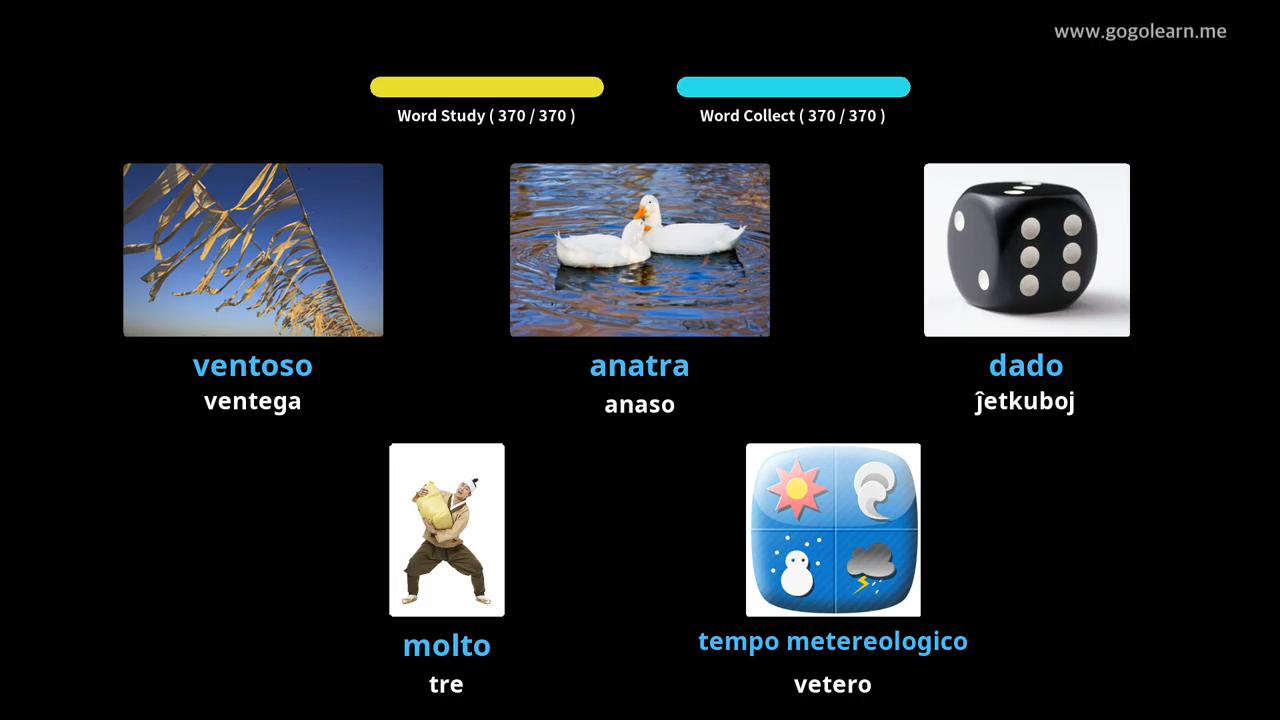 www.gogolearn.me
Word Study ( 370 / 370 )
Word Collect ( 370 / 370 )
ventoso
ventega
anatra
anaso
dado
ĵetkuboj
molto
tre
tempo metereologico
vetero